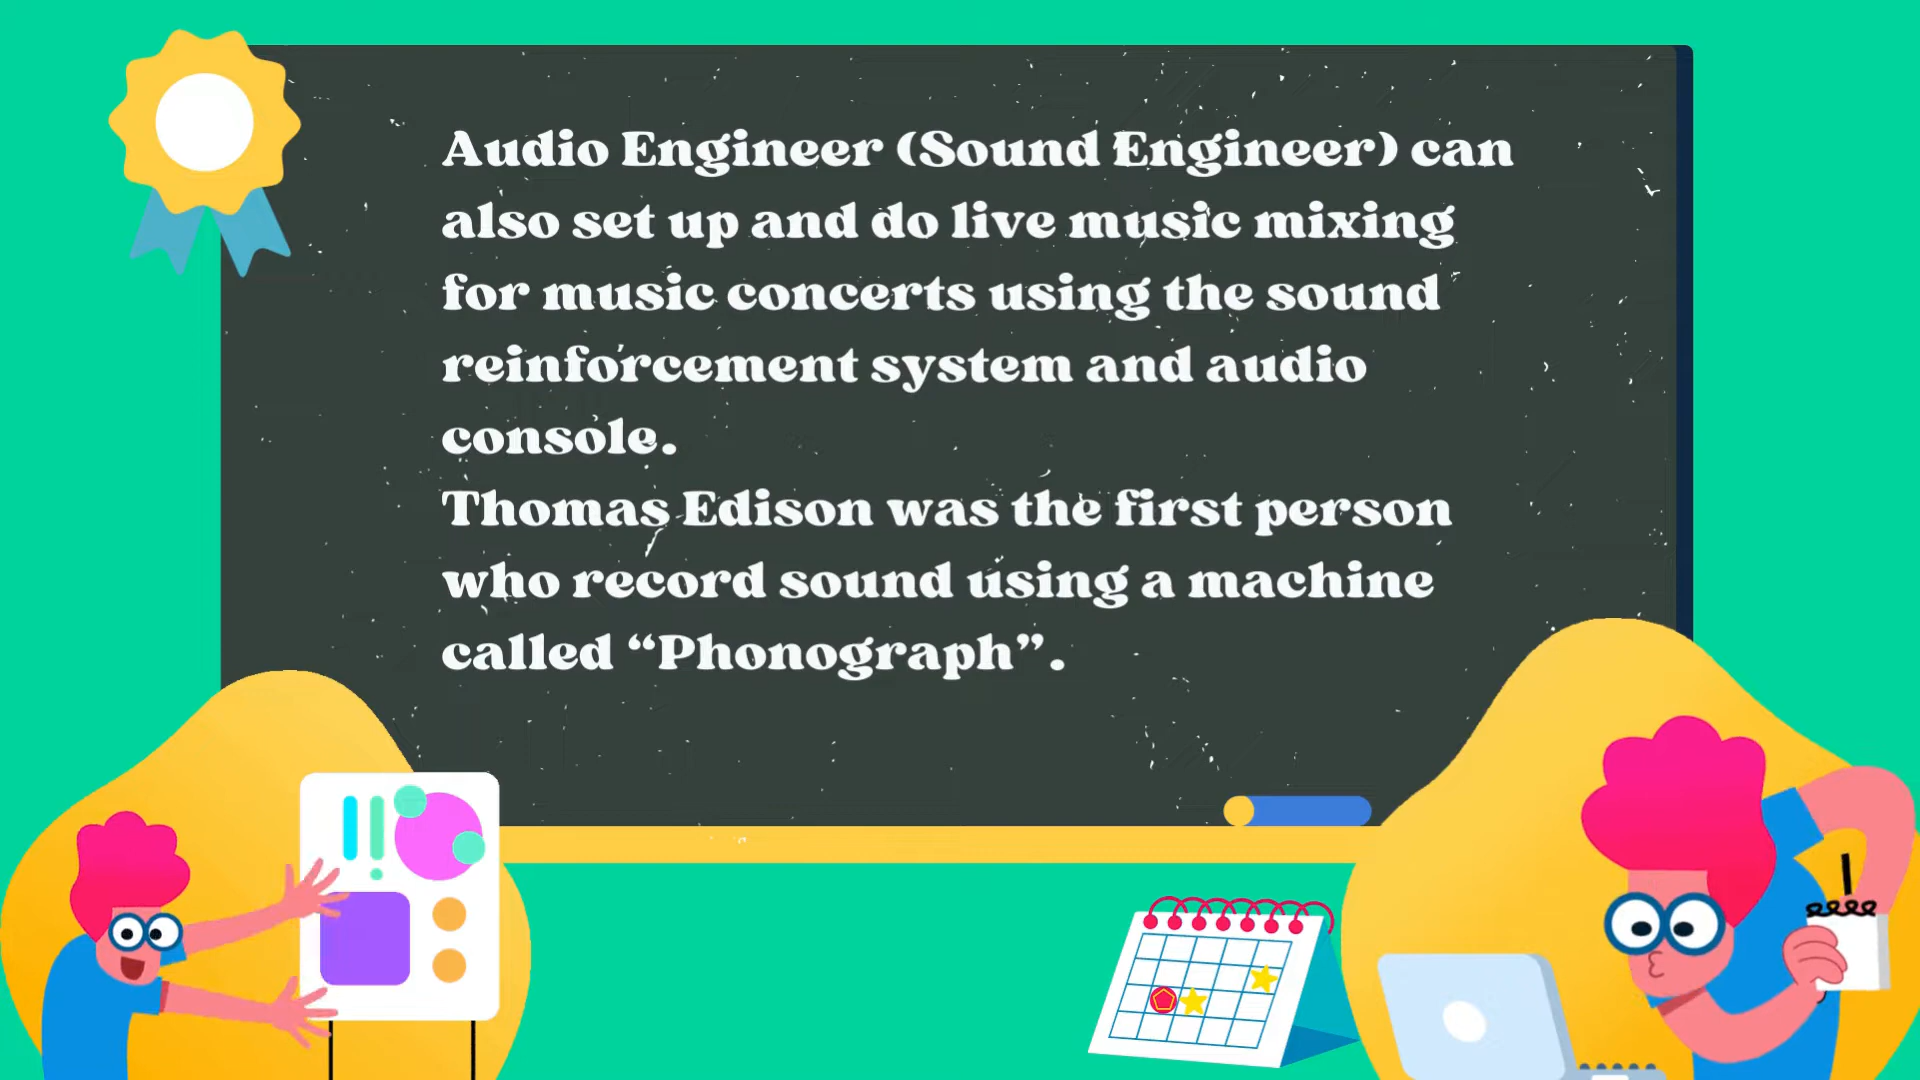 Audio Engineer (Sound Engineer) can
also set up and do live music mixing
for music concerts using the sound
reinforcement system and audio
console.
Thomas Edison was the first person
who record sound using a machine
called “Phonograph”.